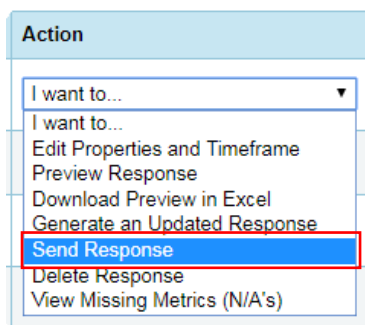 Action
I want to...
I want to...
Edit Properties and Timeframe
Preview Response
Download Preview in Excel
Generate an Updated Response
Send Response
Delete Response
View Missing Metrics (N/A's)